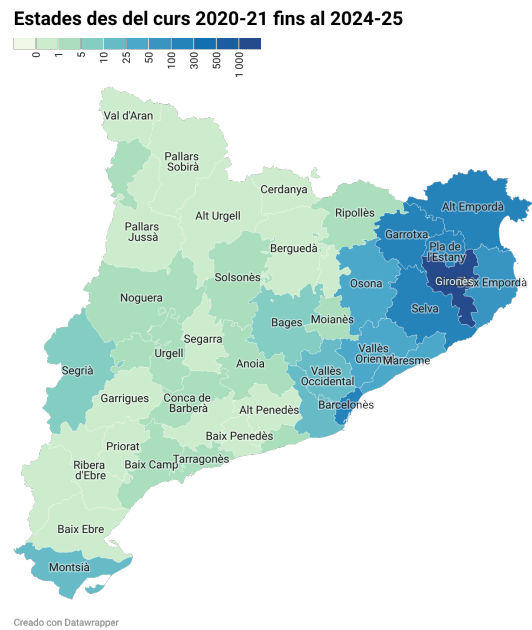 Estades des del curs 2020-21 fins al 2024-25
0
1
5
10
25
50
100
300
500
1 000
Val d'Aran
Pallars
Sobirà
Cerdanya
Alt Urgell
Ripollès
Alt Empordà
Pallars
Jussà
Berguedà
Garrotxa
Pla de
l'Estany
Solsonès
Osona
Gironès
x Empordà
Noguera
Selva
Bages
Moianès
Segarra
Urgell
Vallès
Oriental
Maresme
Anoia
Segrià
Vallès
Occidental
Garrigues
Conca de
Barberà
Alt Penedès
Barcelonès
Baix Penedès
Priorat
Tarragonès
Ribera
d'Ebre
Baix Camp
Baix Ebre
Montsià
Creado con Datawrapper